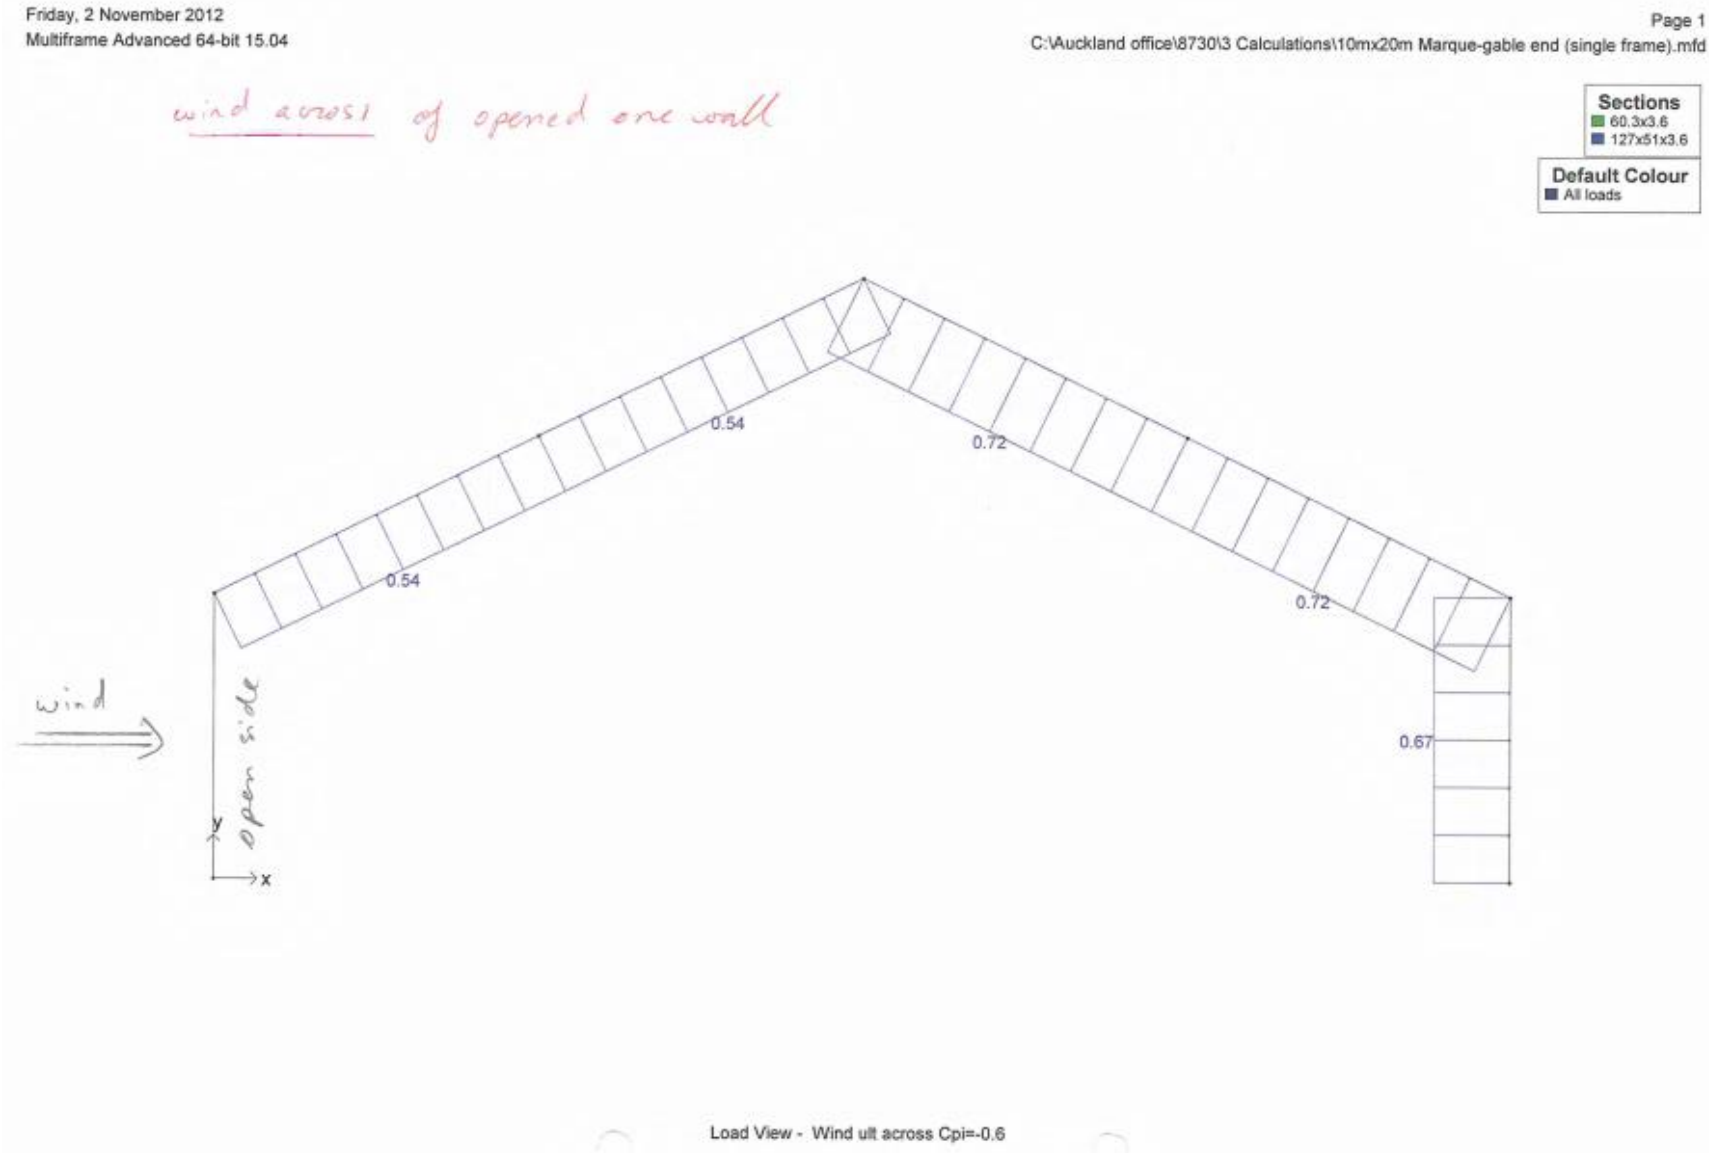 Friday, 2 November 2012
Multiframe Advanced 64-bit 15.04
Page 1
C:\Auckland office\8730\3 Calculations\10mx20m Marque-gable end (single frame).mfd
wind across of opened one wall
Sections
60.3x3.6
127x51x3.6
Default Colour
All loads
0.54
0.72
0.54
0.72
wind
open side
0.67
Y
X
Load View - Wind ult across Cpi=-0.6